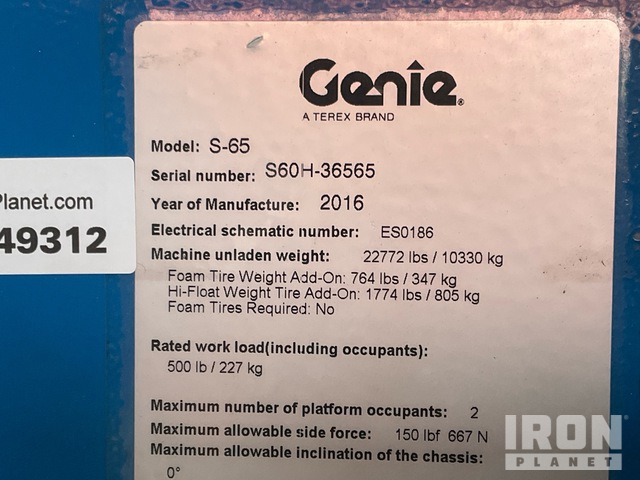 Genie
A TEREX BRAND
Model: S-65
Serial number: S60H-36565
Year of Manufacture: 2016
Electrical schematic number: ES0186
Machine unladen weight: 22772 lbs / 10330 kg
Foam Tire Weight Add-On: 764 lbs / 347 kg
Hi-Float Weight Tire Add-On: 1774 lbs / 805 kg
Foam Tires Required: No
Rated work load(including occupants):
500 lb / 227 kg
Maximum number of platform occupants: 2
Maximum allowable side force: 150 lbf 667 N
Maximum allowable inclination of the chassis:
0°
Planet.com
49312
IRON
PLANET